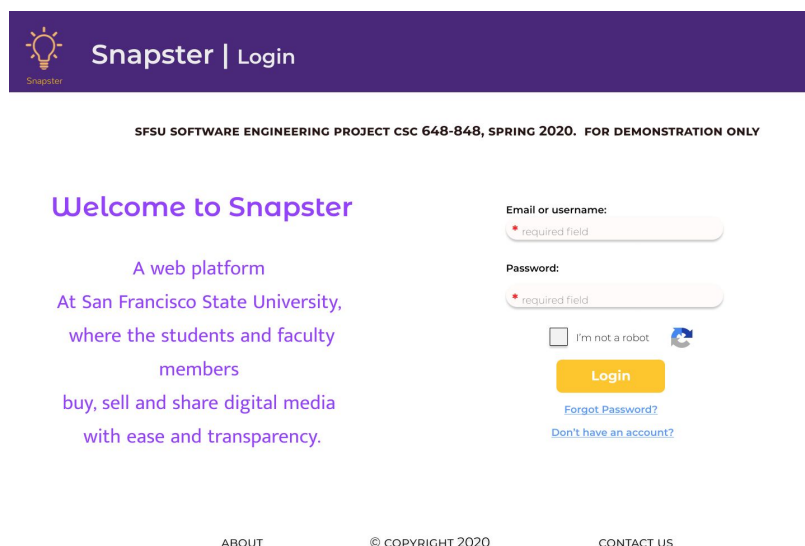 Snapster
Snapster | Login
SFSU SOFTWARE ENGINEERING PROJECT CSC 648-848, SPRING 2020. FOR DEMONSTRATION ONLY
Welcome to Snapster
A web platform
At San Francisco State University,
where the students and faculty
members
buy, sell and share digital media
with ease and transparency.
Email or username:
* required field
Password:
* required field
I'm not a robot
Login
Forgot Password?
Don't have an account?
ABOUT
© COPYRIGHT 2020
CONTACT US